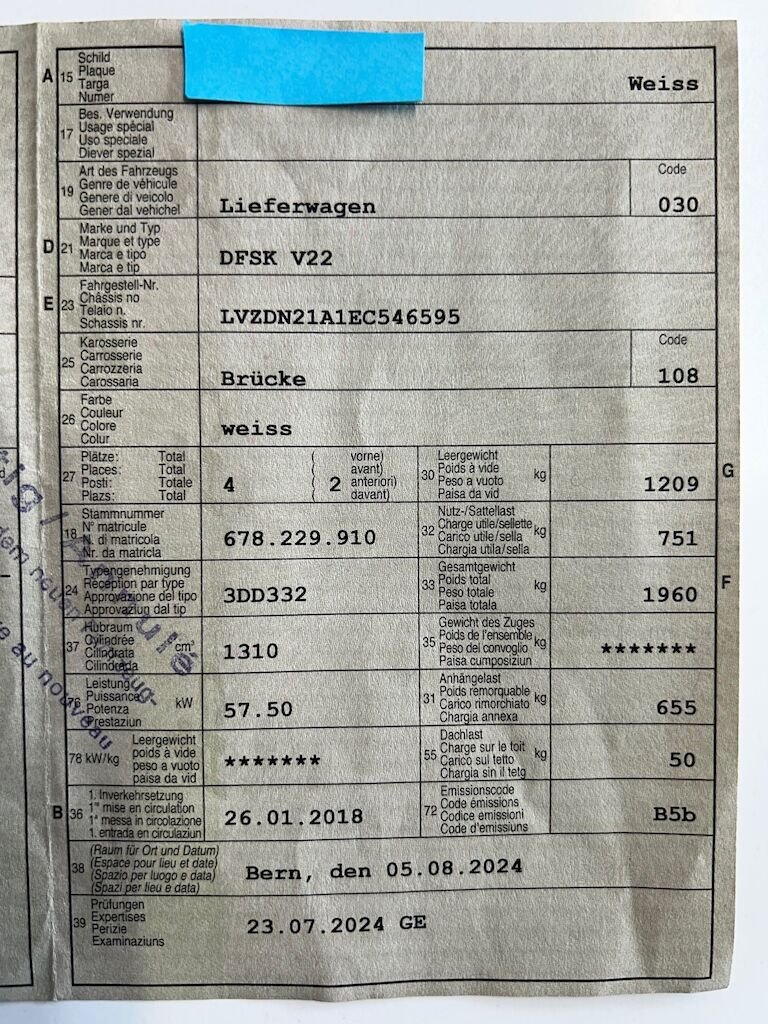 A 15 Schild
Plaque
Targa
Numer
Weiss
17 Bes. Verwendung
Usage spécial
Uso speciale
Diever spezial
19 Art des Fahrzeugs
Genre de véhicule
Genere di veicolo
Gener dal vehichel
Lieferwagen
Code
030
D 21 Marke und Typ
Marque et type
Marca e tipo
Marca e tip
DFSK V22
E 23 Fahrgestell-Nr.
Châssis no
Telaio n.
Schassis nr.
LVZDN21A1EC546595
25 Karosserie
Carrosserie
Carrozzeria
Carossaria
Brücke
Code
108
26 Farbe
Couleur
Colore
Colur
weiss
27 Plätze: Total ( vorne)
Places: Total ( avant)
Posti: Totale ( anteriori)
Plazs: Total ( davant)
4 2
30 Leergewicht
Poids à vide
Peso a vuoto
Paisa da vid
kg
1209
G
18 Stammnummer
N° matricule
N. di matricola
Nr. da matricla
678.229.910
32 Nutz-/Sattellast
Charge utile/sellette
Carico utile/sella
Chargia utila/sella
kg
751
24 Typengenehmigung
Réception par type
Approvazione del tipo
Approvaziun dal tip
3DD332
33 Gesamtgewicht
Poids total
Peso totale
Paisa totala
kg
1960
F
37 Hubraum
Cylindrée
Cilindrata
Cilindrada
cm³
1310
35 Gewicht des Zuges
Poids de l'ensemble
Peso del convoglio
Paisa cumposiziun
kg
*******
76 Leistung
Puissance
Potenza
Prestaziun
kW
57.50
31 Anhängelast
Poids remorquable
Carico rimorchiato
Chargia annexa
kg
655
78 kW/kg Leergewicht
poids à vide
peso a vuoto
paisa da vid
*******
55 Dachlast
Charge sur le toit
Carico sul tetto
Chargia sin il tetg
kg
50
B 36 1. Inverkehrsetzung
1re mise en circulation
1a messa in circolazione
1. entrada en circulaziun
26.01.2018
72 Emissionscode
Code émissions
Codice emissioni
Code d'emissiuns
B5b
38 (Raum für Ort und Datum)
(Espace pour lieu et date)
(Spazio per luogo e data)
(Spazi per lieu e data)
Bern, den 05.08.2024
39 Prüfungen
Expertises
Perizie
Examinaziuns
23.07.2024 GE
au nouveau